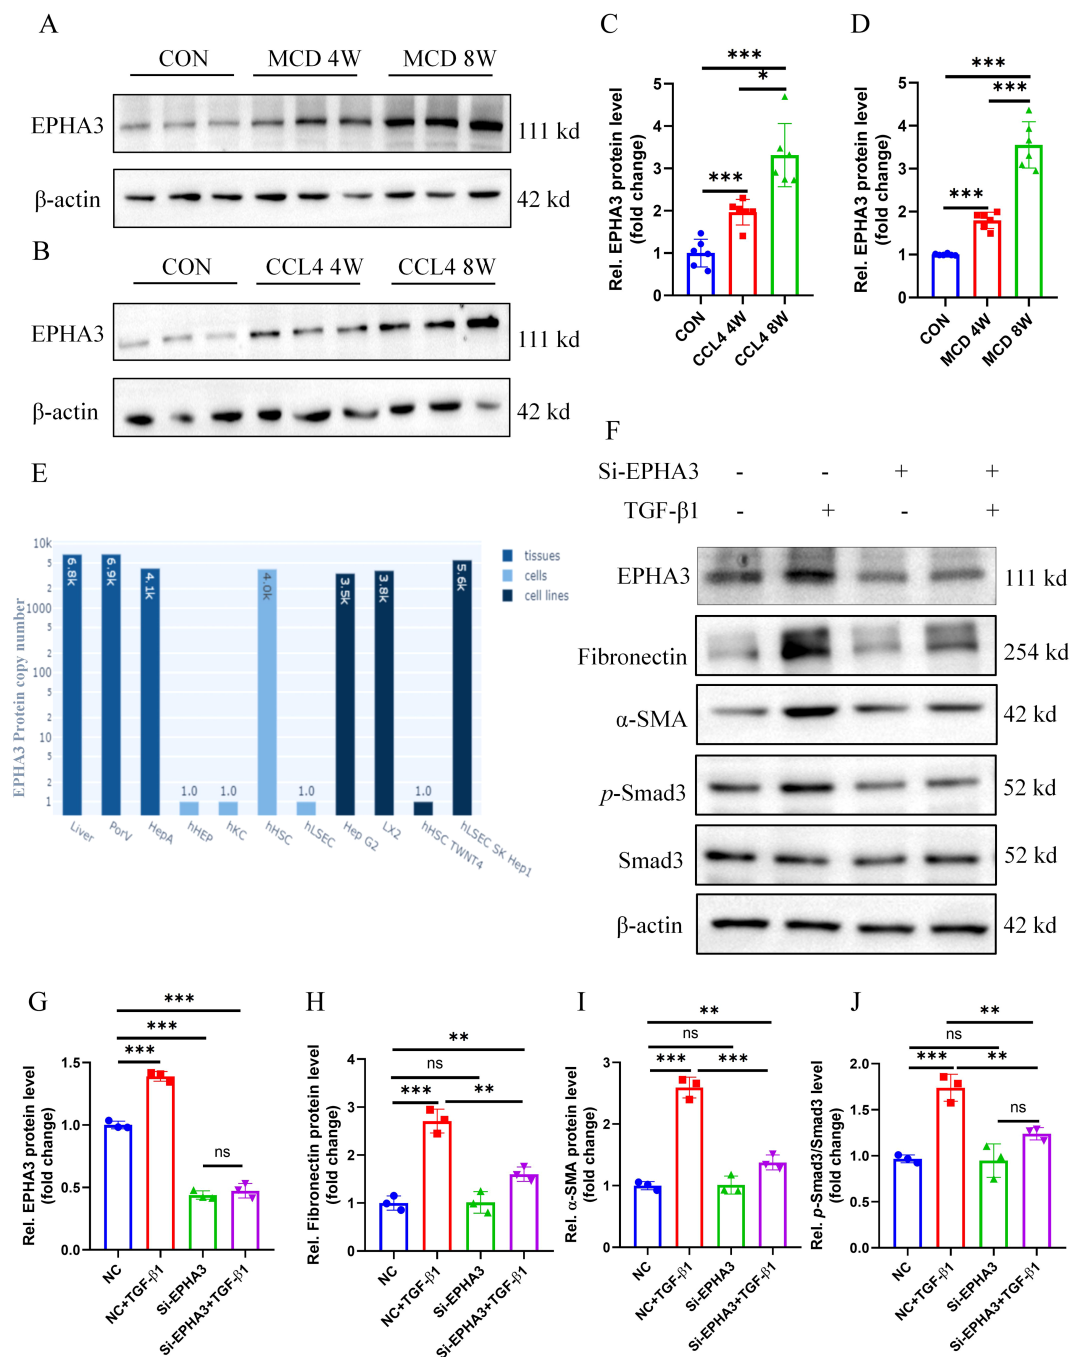 A
CON MCD 4W MCD 8W
EPHA3 111 kd
β-actin 42 kd
B
CON CCL4 4W CCL4 8W
EPHA3 111 kd
β-actin 42 kd
C
Rel. EPHA3 protein level
(fold change)
5
4
3
2
1
0
***
*
***
CON
CCL4 4W
CCL4 8W
D
Rel. EPHA3 protein level
(fold change)
5
4
3
2
1
0
***
***
***
CON
MCD 4W
MCD 8W
E
EPHA3 Protein copy number
10k
5
2
1000
5
2
100
5
2
10
5
2
1
6.8k
6.9k
4.1k
1.0
1.0
4.0k
1.0
3.5k
3.8k
1.0
5.6k
Liver
PorV
HepA
hHEP
hKC
hHSC
hLSEC
Hep G2
LX2
hHSC TWNT4
hLSEC SK Hep1
tissues
cells
cell lines
F
Si-EPHA3 - - + +
TGF-β1 - + - +
EPHA3 111 kd
Fibronectin 254 kd
α-SMA 42 kd
p-Smad3 52 kd
Smad3 52 kd
β-actin 42 kd
G
Rel. EPHA3 protein level
(fold change)
1.5
1.0
0.5
0.0
***
***
***
ns
NC
NC+TGF-β1
Si-EPHA3
Si-EPHA3+TGF-β1
H
Rel. Fibronectin protein level
(fold change)
4
3
2
1
0
**
ns
***
**
NC
NC+TGF-β1
Si-EPHA3
Si-EPHA3+TGF-β1
I
Rel. α-SMA protein level
(fold change)
3
2
1
0
**
ns
***
***
NC
NC+TGF-β1
Si-EPHA3
Si-EPHA3+TGF-β1
J
Rel. p-Smad3/Smad3 level
(fold change)
2.0
1.5
1.0
0.5
0.0
**
ns
***
**
ns
NC
NC+TGF-β1
Si-EPHA3
Si-EPHA3+TGF-β1